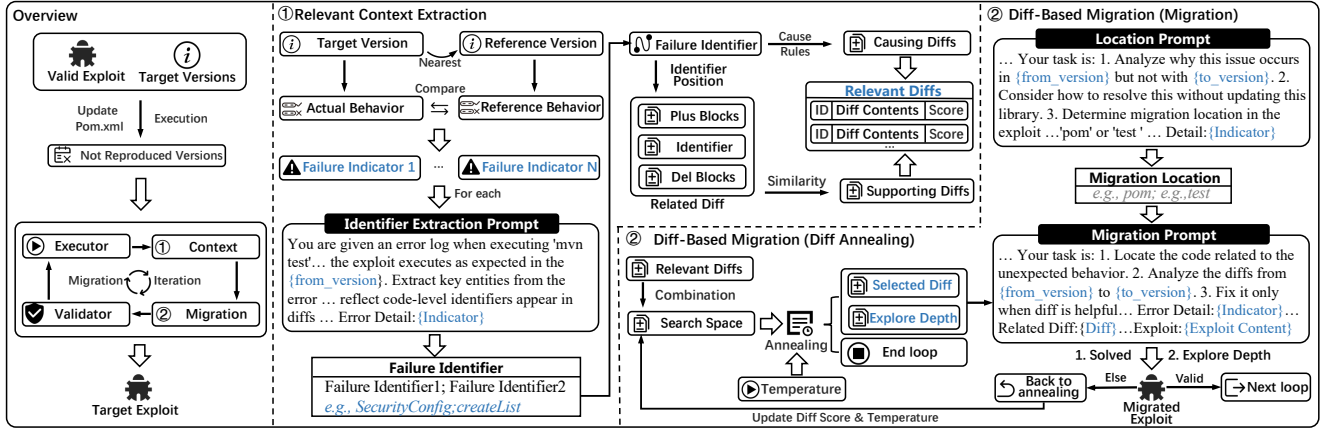 Overview
Valid Exploit
Target Versions
Update
Pom.xml
Execution
Not Reproduced Versions
Executor
① Context
Migration
Iteration
Validator
② Migration
Target Exploit
①Relevant Context Extraction
Target Version
Reference Version
Nearest
Actual Behavior
Compare
Reference Behavior
Failure Indicator 1
...
Failure Indicator N
For each
Identifier Extraction Prompt
You are given an error log when executing 'mvn
test'… the exploit executes as expected in the
{from_version}. Extract key entities from the
error … reflect code-level identifiers appear in
diffs … Error Detail:{Indicator}
Failure Identifier
Failure Identifier1; Failure Identifier2
e.g., SecurityConfig;createList
Failure Identifier
Cause
Rules
Causing Diffs
Identifier
Position
Plus Blocks
Identifier
Del Blocks
Related Diff
Relevant Diffs
ID Diff Contents Score
ID Diff Contents Score
...
Similarity
Supporting Diffs
② Diff-Based Migration (Diff Annealing)
Relevant Diffs
Combination
Search Space
Annealing
Temperature
Selected Diff
Explore Depth
End loop
Update Diff Score & Temperature
② Diff-Based Migration (Migration)
Location Prompt
… Your task is: 1. Analyze why this issue occurs
in {from_version} but not with {to_version}. 2.
Consider how to resolve this without updating this
library. 3. Determine migration location in the
exploit …'pom' or 'test ' … Detail:{Indicator}
Migration Location
e.g., pom; e.g.,test
Migration Prompt
… Your task is: 1. Locate the code related to the
unexpected behavior. 2. Analyze the diffs from
{from_version} to {to_version}. 3. Fix it only
when diff is helpful… Error Detail:{Indicator}…
Related Diff:{Diff} …Exploit:{Exploit Content}
1. Solved
2. Explore Depth
Back to
annealing
Else
Valid
Next loop
Migrated
Exploit